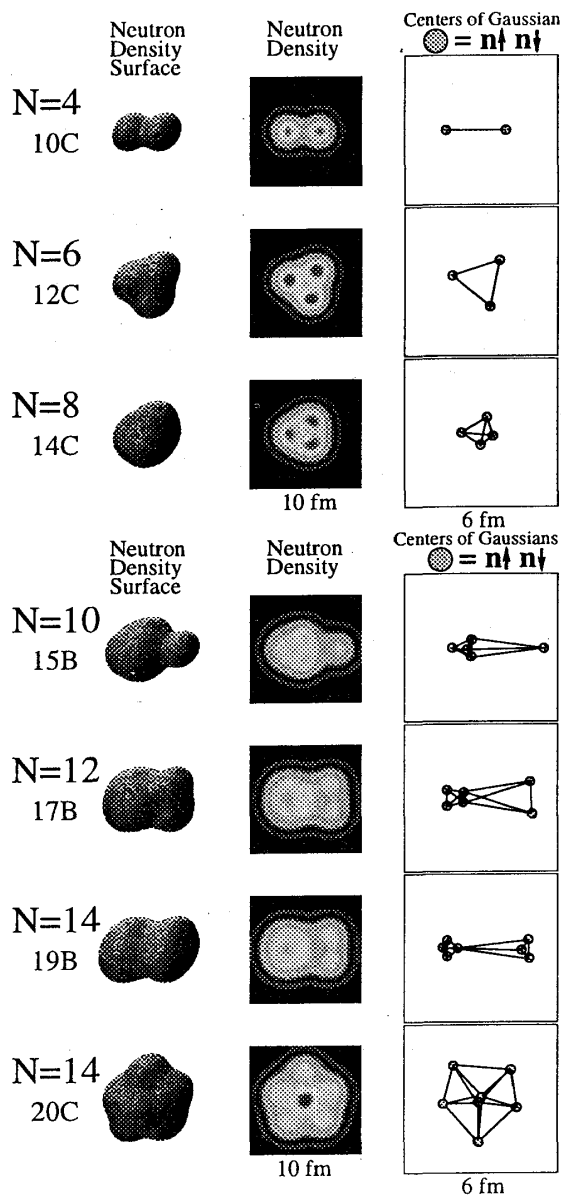 Neutron
Density
Surface
Neutron
Density
Centers of Gaussian
= n↑ n↓
N=4
10C
N=6
12C
N=8
14C
10 fm
6 fm
Neutron
Density
Surface
Neutron
Density
Centers of Gaussians
= n↑ n↓
N=10
15B
N=12
17B
N=14
19B
N=14
20C
10 fm
6 fm